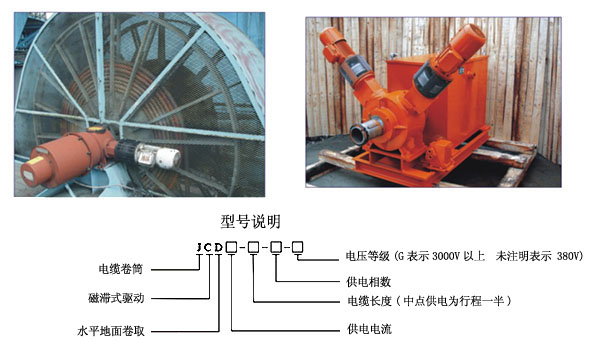 型号说明
JCD□-□-□-□
电压等级 (G 表示 3000V 以上 未注明表示 380V)
电缆卷筒
供电相数
磁滞式驱动
电缆长度 ( 中点供电为行程一半 )
水平地面卷取
供电电流